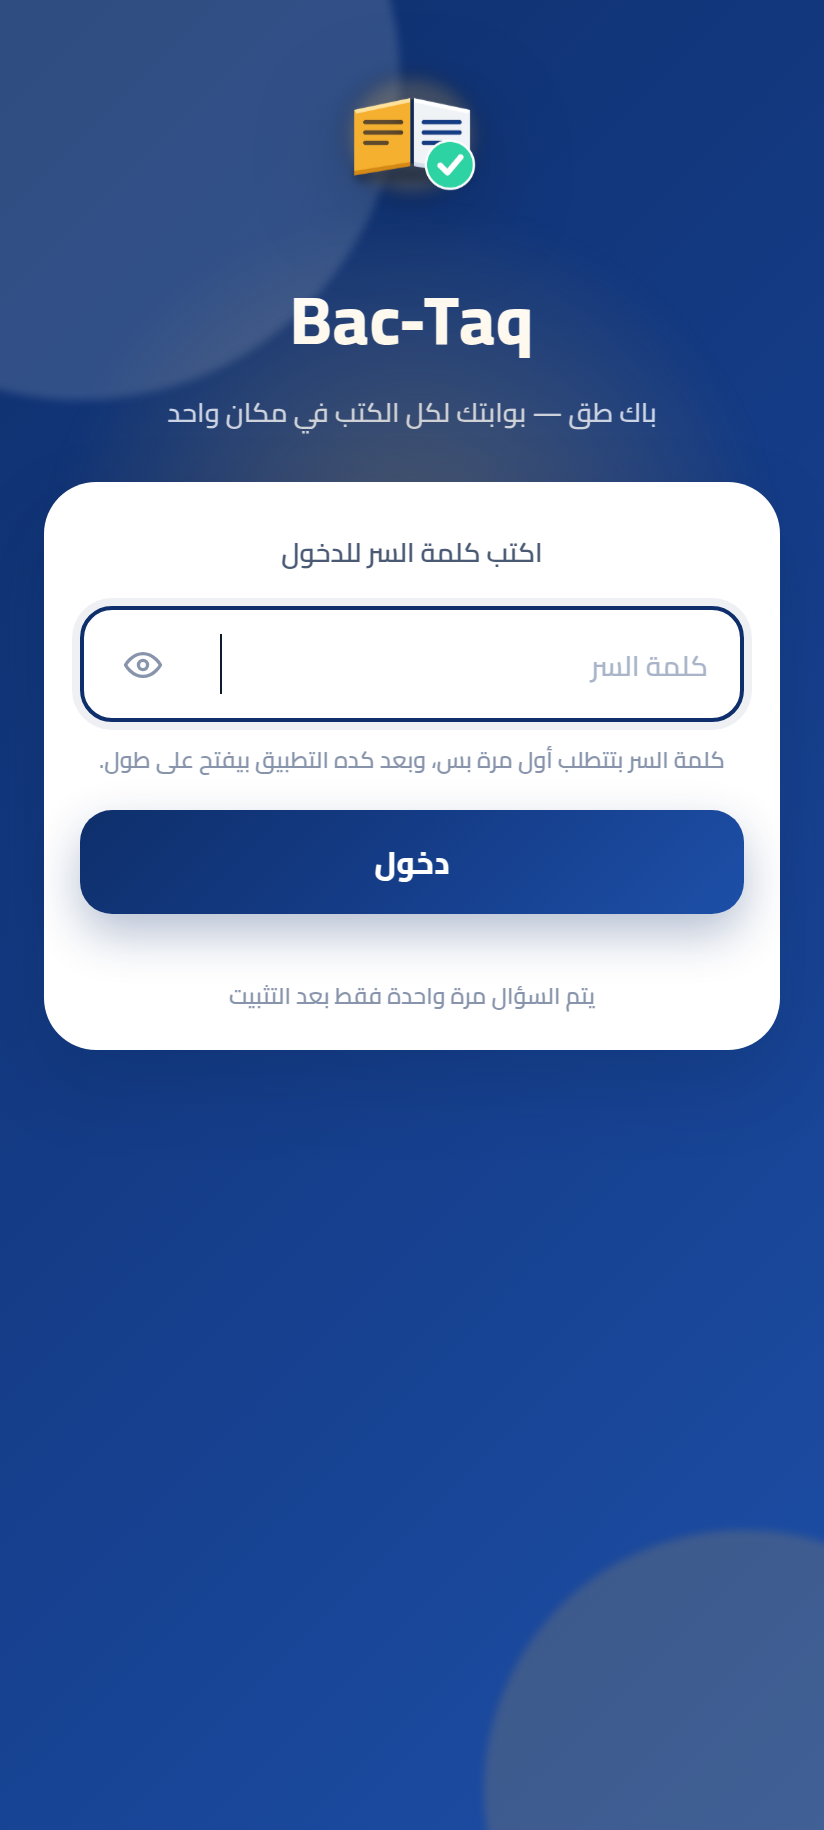 Bac-Taq
باك طق — بوابتك لكل الكتب في مكان واحد
اكتب كلمة السر للدخول
كلمة السر
كلمة السر بتتطلب أول مرة بس، وبعد كده التطبيق بيفتح على طول.
دخول
يتم السؤال مرة واحدة فقط بعد التثبيت